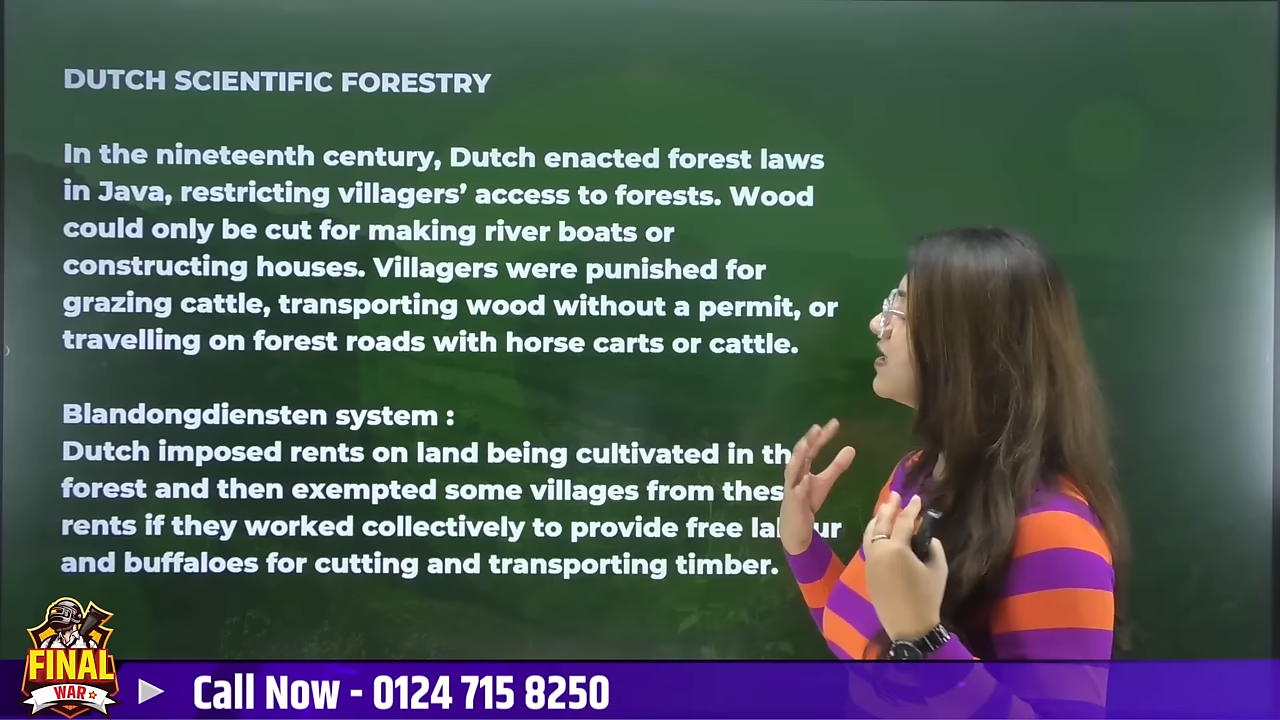 DUTCH SCIENTIFIC FORESTRY
In the nineteenth century, Dutch enacted forest laws
in Java, restricting villagers’ access to forests. Wood
could only be cut for making river boats or
constructing houses. Villagers were punished for
grazing cattle, transporting wood without a permit, or
travelling on forest roads with horse carts or cattle.
Blandongdiensten system :
Dutch imposed rents on land being cultivated in
forest and then exempted some villages from
rents if they worked collectively to provide free
and buffaloes for cutting and transporting timber.
FINAL
WAR
Call Now - 0124 715 8250